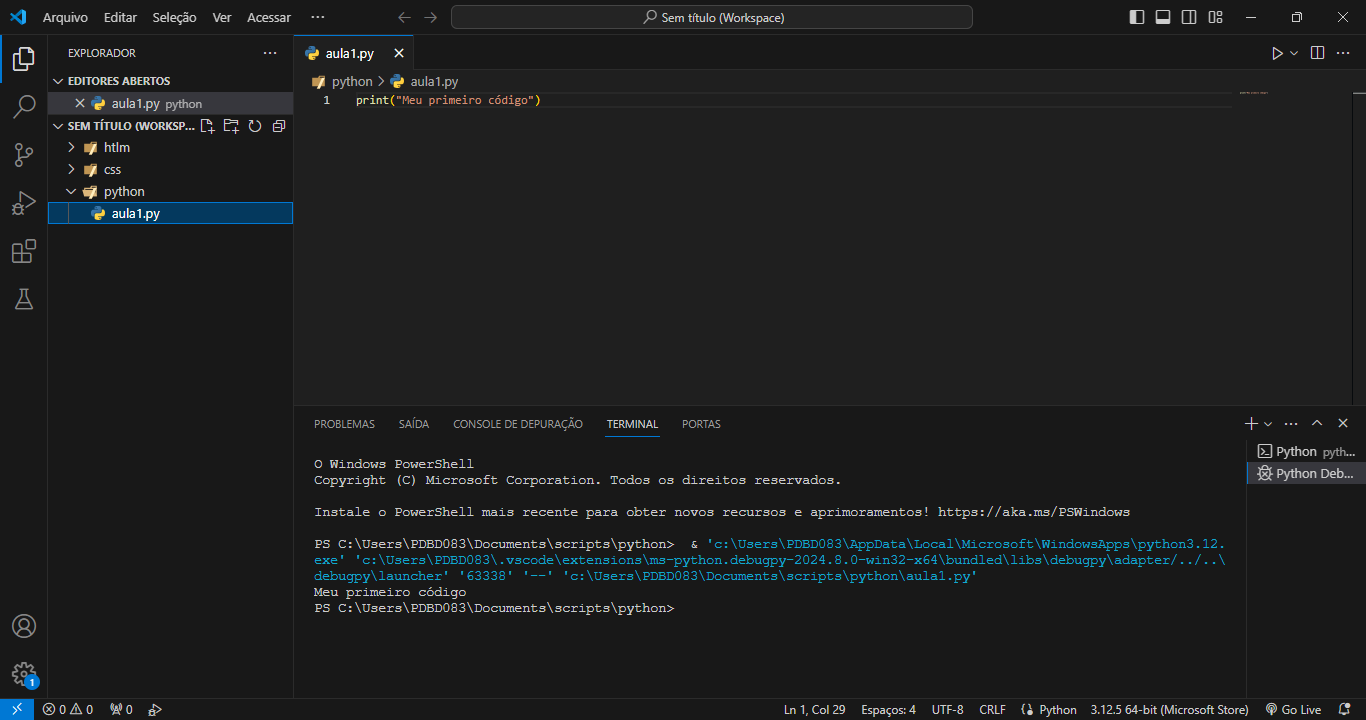 Arquivo Editar Seleção Ver Acessar ···
Sem título (Workspace)
EXPLORADOR ···
EDITORES ABERTOS
aula1.py python
SEM TÍTULO (WORKSP...
htlm
css
python
aula1.py
aula1.py
python > aula1.py
1 print("Meu primeiro código")
PROBLEMAS SAÍDA CONSOLE DE DEPURAÇÃO TERMINAL PORTAS
Python pyth...
Python Deb...
O Windows PowerShell
Copyright (C) Microsoft Corporation. Todos os direitos reservados.
Instale o PowerShell mais recente para obter novos recursos e aprimoramentos! https://aka.ms/PSWindows
PS C:\Users\PDBD083\Documents\scripts\python>  & 'c:\Users\PDBD083\AppData\Local\Microsoft\WindowsApps\python3.12.
exe' 'c:\Users\PDBD083\.vscode\extensions\ms-python.debugpy-2024.8.0-win32-x64\bundled\libs\debugpy\adapter/../..\
debugpy\launcher' '63338' '--' 'c:\Users\PDBD083\Documents\scripts\python\aula1.py'
Meu primeiro código
PS C:\Users\PDBD083\Documents\scripts\python>
1
0 0 0 Ln 1, Col 29 Espaços: 4 UTF-8 CRLF Python 3.12.5 64-bit (Microsoft Store) Go Live